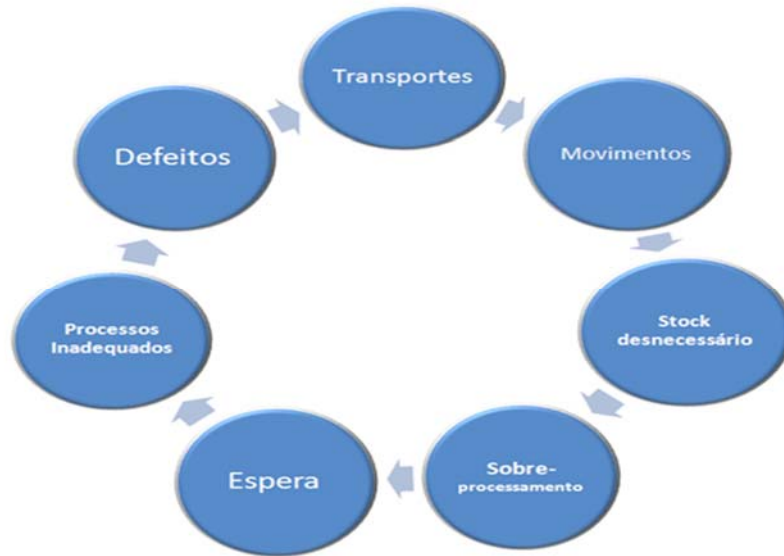 Transportes
Movimentos
Stock
desnecessário
Sobre-
processamento
Espera
Processos
Inadequados
Defeitos